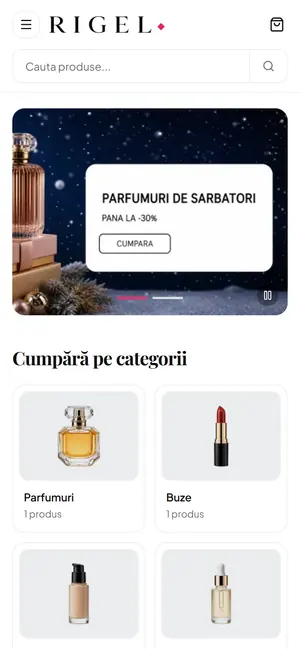 RIGEL
Cauta produse...
PARFUMURI DE SARBATORI
PANA LA -30%
CUMPARA
Cumpără pe categorii
Parfumuri
1 produs
Buze
1 produs